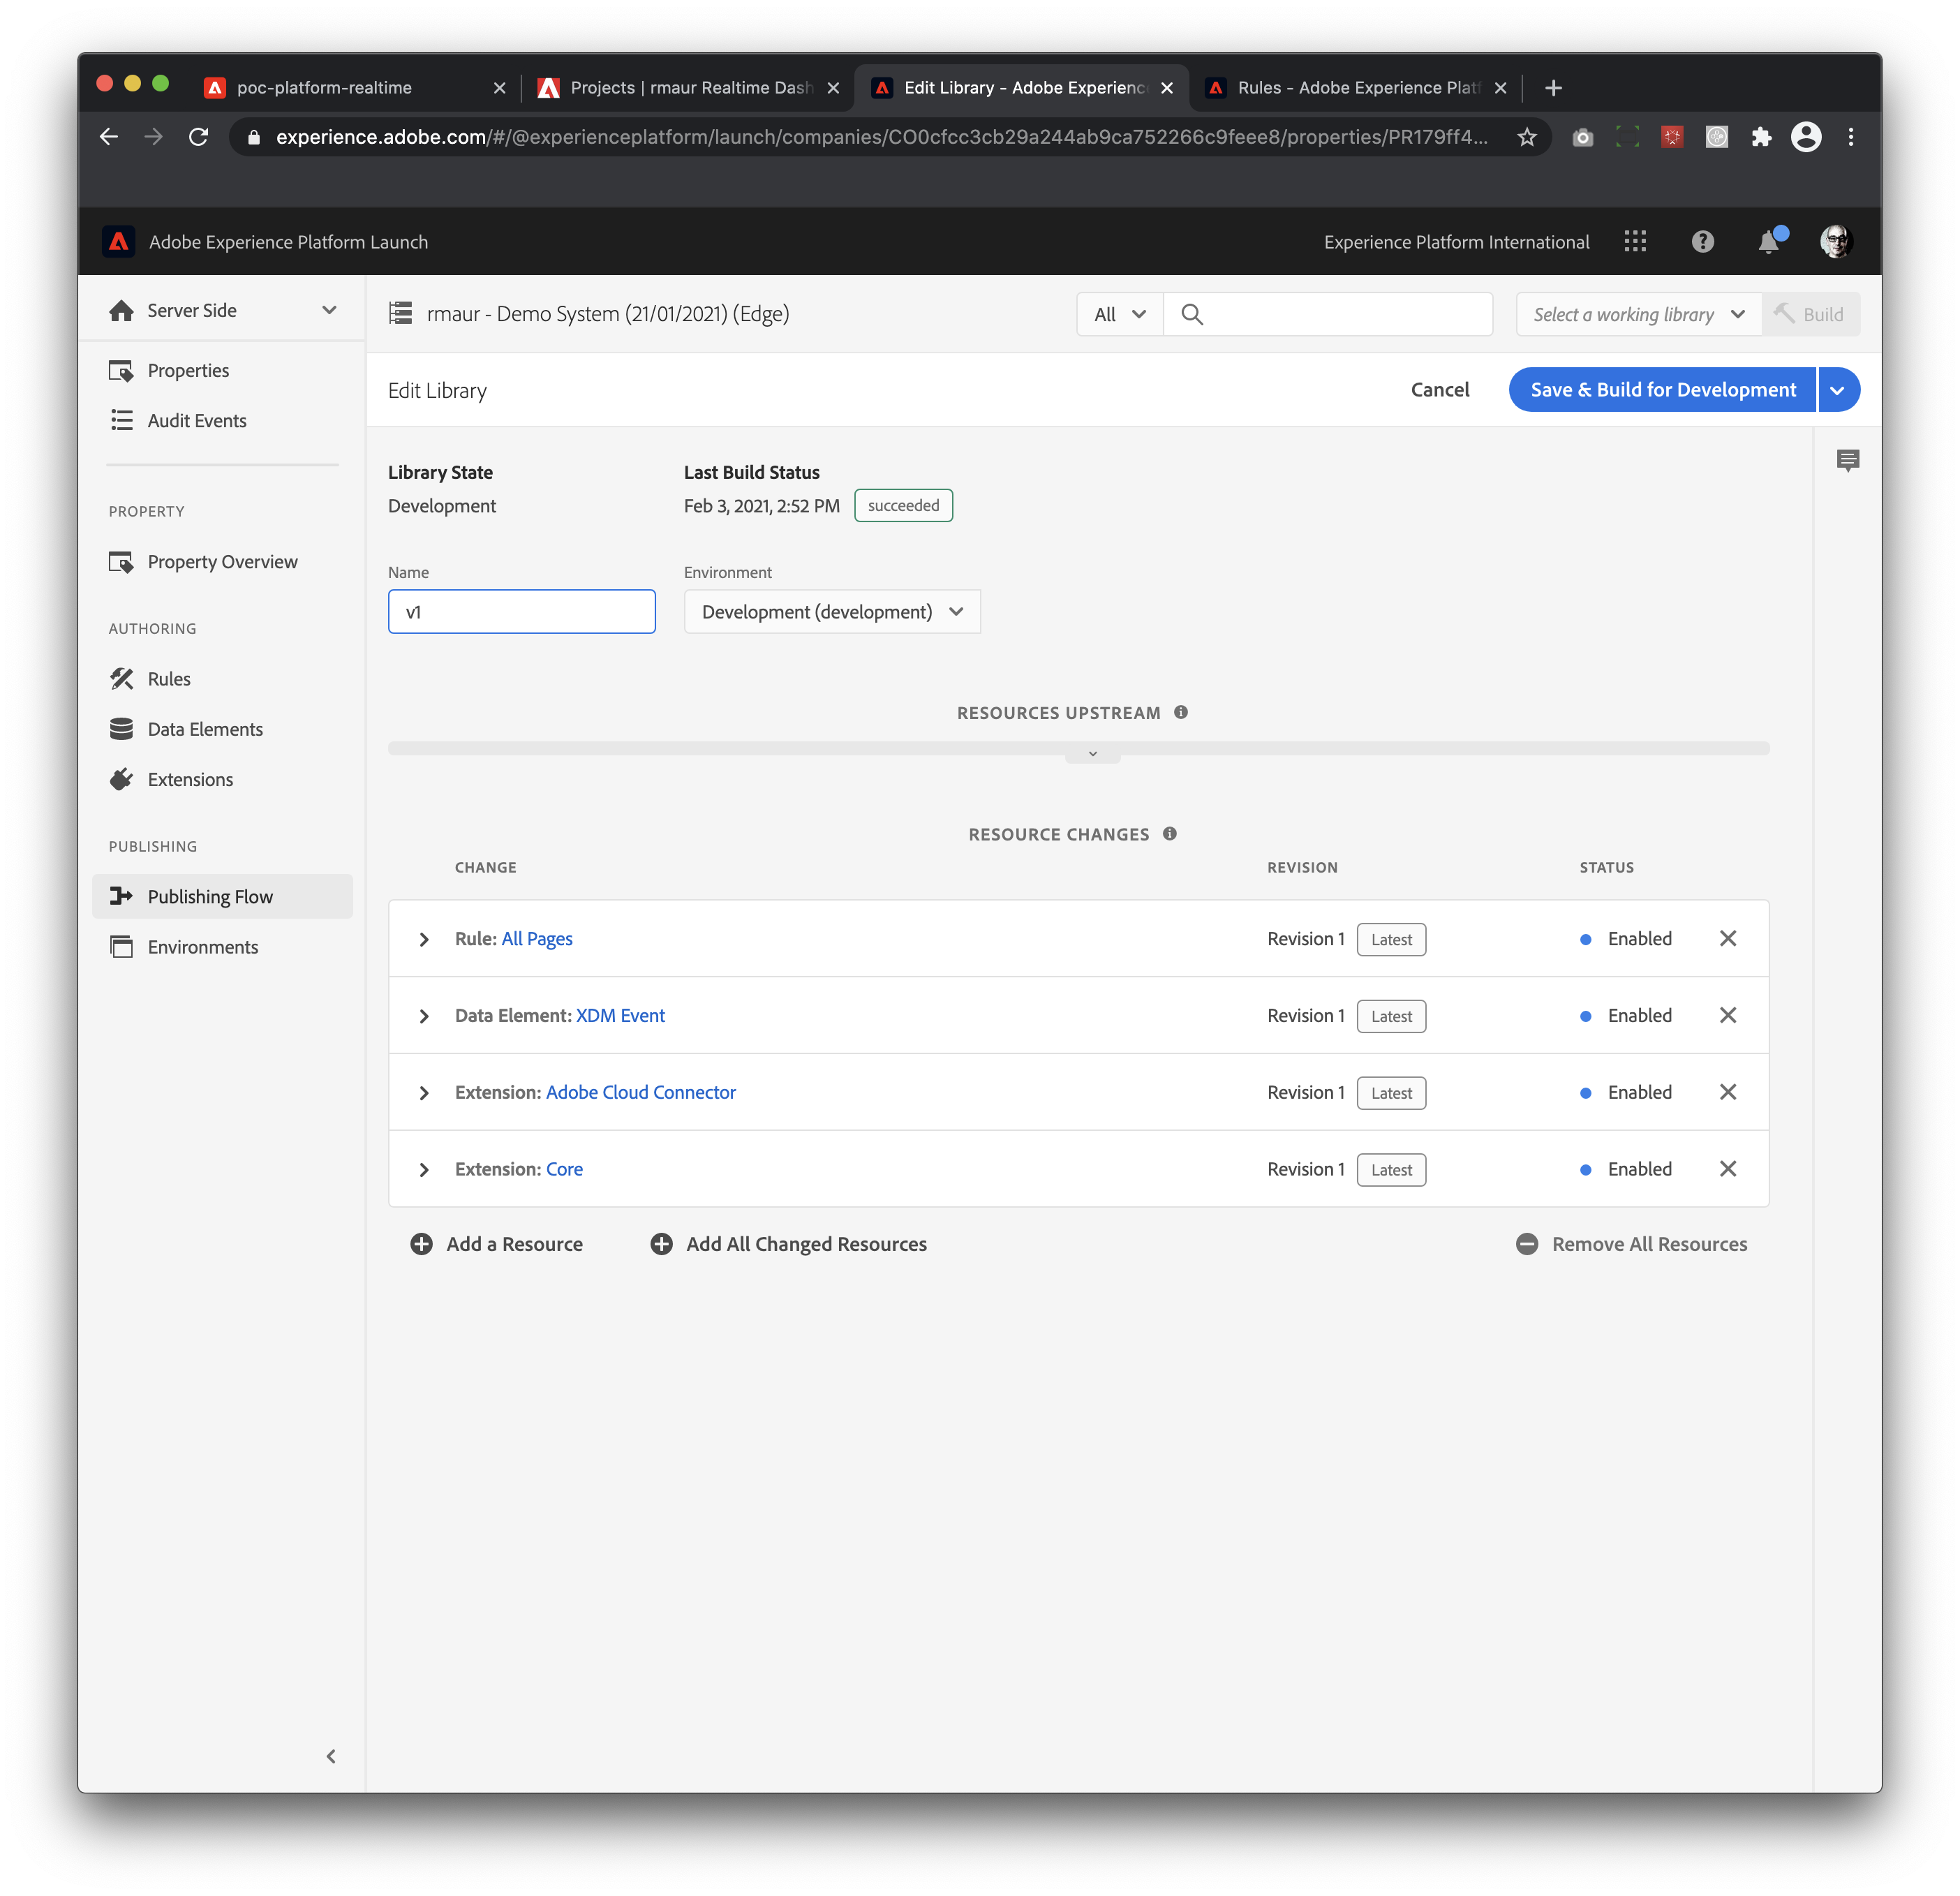 poc-platform-realtime
Projects | rmaur Realtime Dash
Edit Library - Adobe Experienc
Rules - Adobe Experience Platf
experience.adobe.com/#/@experienceplatform/launch/companies/CO0cfcc3cb29a244ab9ca752266c9feee8/properties/PR179ff4...
Adobe Experience Platform Launch
Experience Platform International
Server Side
rmaur - Demo System (21/01/2021) (Edge)
All
Select a working library
Build
Properties
Audit Events
PROPERTY
Property Overview
AUTHORING
Rules
Data Elements
Extensions
PUBLISHING
Publishing Flow
Environments
Edit Library
Cancel
Save & Build for Development
Library State
Development
Last Build Status
Feb 3, 2021, 2:52 PM succeeded
Name
v1
Environment
Development (development)
RESOURCES UPSTREAM
RESOURCE CHANGES
CHANGE REVISION STATUS
Rule: All Pages Revision 1 Latest Enabled
Data Element: XDM Event Revision 1 Latest Enabled
Extension: Adobe Cloud Connector Revision 1 Latest Enabled
Extension: Core Revision 1 Latest Enabled
Add a Resource Add All Changed Resources Remove All Resources